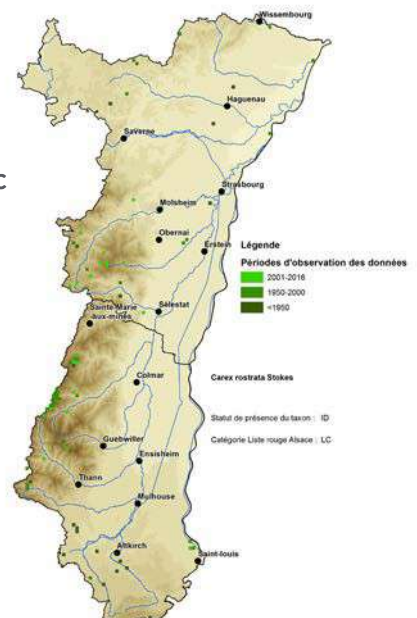 Wissembourg
Haguenau
Saverne
C
Strasbourg
Molsheim
Obernai
Erstein
Légende
Périodes d'observation des données
2001-2016
1950-2000
<1950
Sélestat
Sainte-Marie
aux-mines
Colmar
Carex rostrata Stokes
Statut de présence du taxon : ID
Catégorie Liste rouge Alsace : LC
Guebwiller
Ensisheim
Thann
Mulhouse
Altkirch
Saint-louis